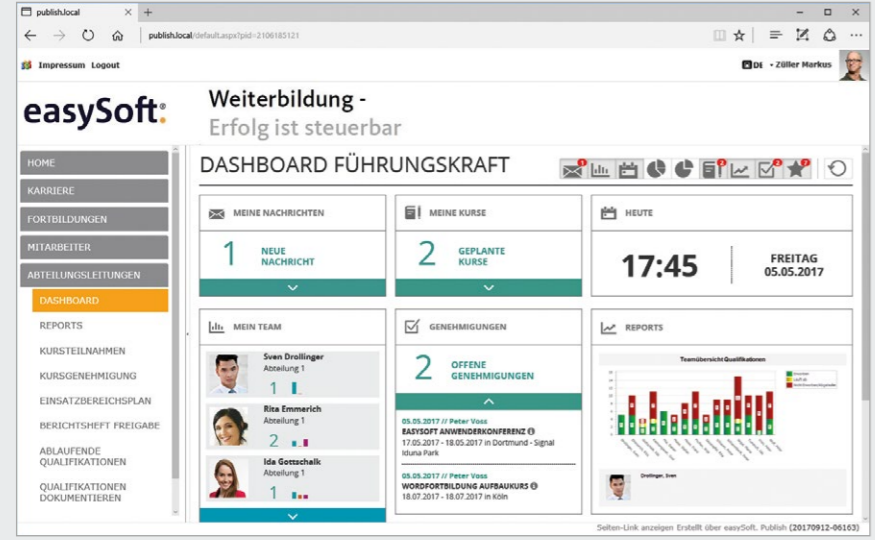 publish.local
publish.local/default.aspx?pid=2106185121
Impressum Logout
DE - Züller Markus
easySoft.
Weiterbildung -
Erfolg ist steuerbar
HOME
KARRIERE
FORTBILDUNGEN
MITARBEITER
ABTEILUNGSLEITUNGEN
DASHBOARD
REPORTS
KURSTEILNAHMEN
KURSGENEHMIGUNG
EINSATZBEREICHSPLAN
BERICHTSHEFT FREIGABE
ABLAUFENDE
QUALIFIKATIONEN
QUALIFIKATIONEN
DOKUMENTIEREN
DASHBOARD FÜHRUNGSKRAFT
MEINE NACHRICHTEN
1 NEUE
NACHRICHT
MEINE KURSE
2 GEPLANTE
KURSE
HEUTE
17:45
FREITAG
05.05.2017
MEIN TEAM
Sven Drollinger
Abteilung 1
1
Rita Emmerich
Abteilung 1
2
Ida Gottschalk
Abteilung 1
1
GENEHMIGUNGEN
2 OFFENE
GENEHMIGUNGEN
05.05.2017 // Peter Voss
EASYSOFT ANWENDERKONFERENZ
17.05.2017 - 18.05.2017 in Dortmund - Signal
Iduna Park
05.05.2017 // Peter Voss
WORDFORTBILDUNG AUFBAUKURS
18.07.2017 - 18.07.2017 in Köln
REPORTS
Teamübersicht Qualifikationen
Drollinger, Sven
Seiten-Link anzeigen Erstellt über easySoft. Publish (20170912-06163)